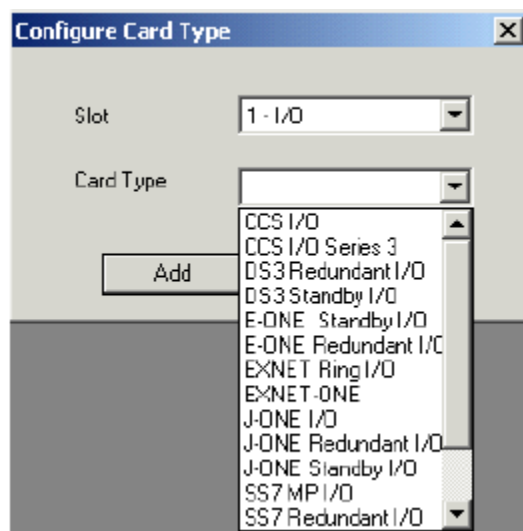 Configure Card Type
Slot
1 - I/O
Card Type
Add
CCS I/O
CCS I/O Series 3
DS3 Redundant I/O
DS3 Standby I/O
E-ONE Standby I/O
E-ONE Redundant I/O
EXNET Ring I/O
EXNET-ONE
J-ONE I/O
J-ONE Redundant I/O
J-ONE Standby I/O
SS7 MP I/O
SS7 Redundant I/O